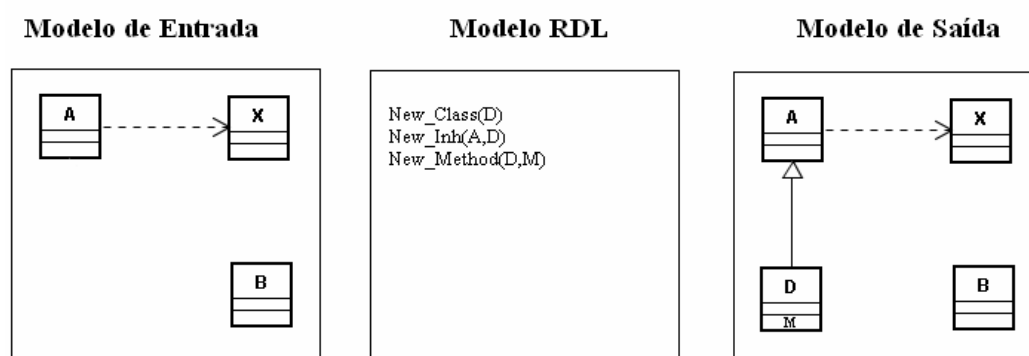 Modelo de Entrada
A
X
B
Modelo RDL
New_Class(D)
New_Inh(A,D)
New_Method(D,M)
Modelo de Saída
A
X
D
M
B